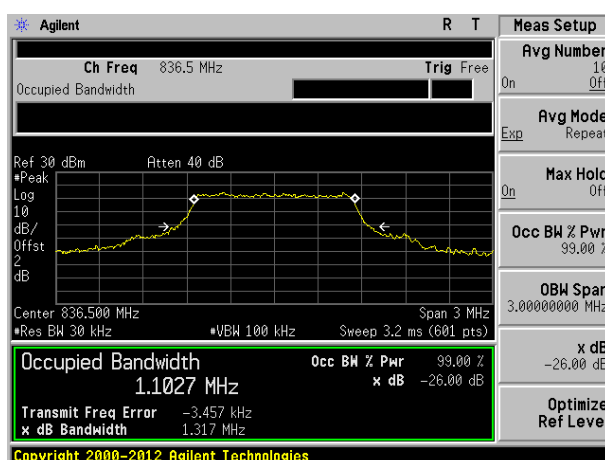 Agilent R T Meas Setup
Ch Freq 836.5 MHz Trig Free
Occupied Bandwidth
Avg Number
10
On Off
Avg Mode
Exp Repeat
Max Hold
On Off
Occ BW % Pwr
99.00 %
OBW Span
3.00000000 MHz
x dB
-26.00 dB
Optimize
Ref Level
Ref 30 dBm Atten 40 dB
#Peak
Log
10
dB/
Offst
2
dB
Center 836.500 MHz Span 3 MHz
#Res BW 30 kHz #VBW 100 kHz Sweep 3.2 ms (601 pts)
Occupied Bandwidth Occ BW % Pwr 99.00 %
1.1027 MHz x dB -26.00 dB
Transmit Freq Error -3.457 kHz
x dB Bandwidth 1.317 MHz
Copyright 2000-2012 Agilent Technologies